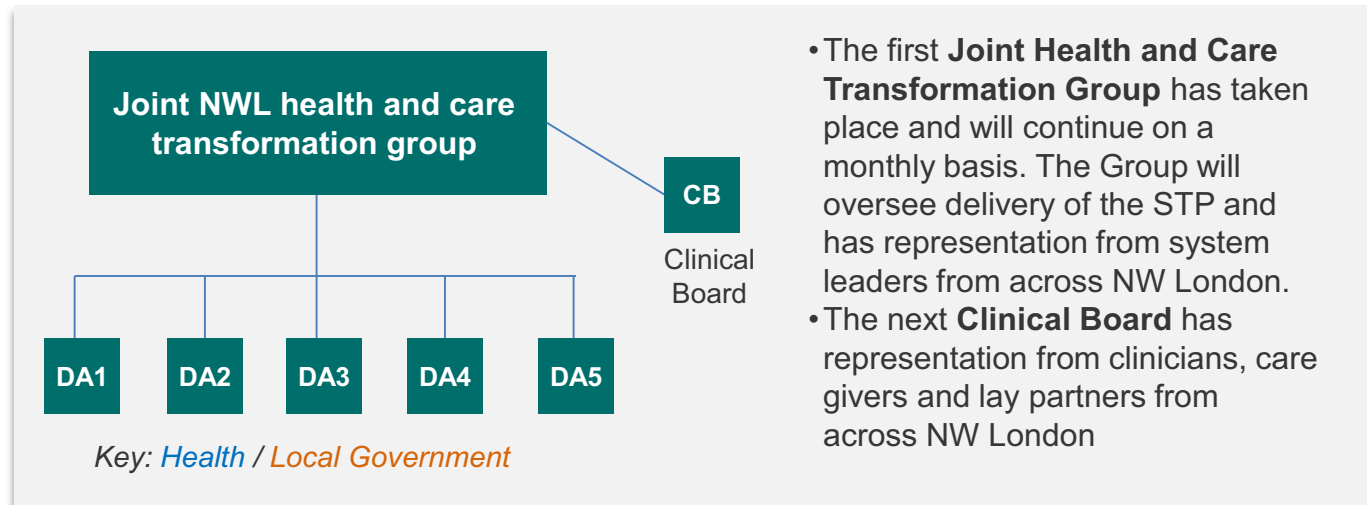 Joint NWL health and care
transformation group
CB
Clinical
Board
DA1
DA2
DA3
DA4
DA5
Key: Health / Local Government
• The first Joint Health and Care
Transformation Group has taken
place and will continue on a
monthly basis. The Group will
oversee delivery of the STP and
has representation from system
leaders from across NW London.
• The next Clinical Board has
representation from clinicians, care
givers and lay partners from
across NW London